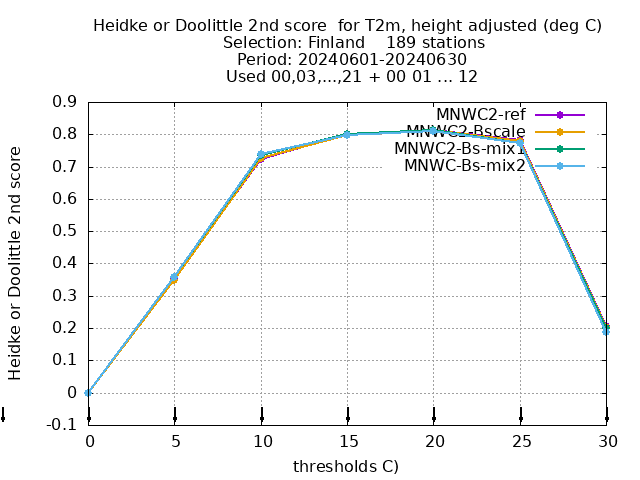 Heidke or Doolittle 2nd score  for T2m, height adjusted (deg C)
Selection: Finland    189 stations
Period: 20240601-20240630
Used 00,03,...,21 + 00 01 ... 12
MNWC2-ref
MNWC2-Bscale
MNWC2-Bs-mix1
MNWC-Bs-mix2
Heidke or Doolittle 2nd score
0.9
0.8
0.7
0.6
0.5
0.4
0.3
0.2
0.1
0
-0.1
0 5 10 15 20 25 30
thresholds C)